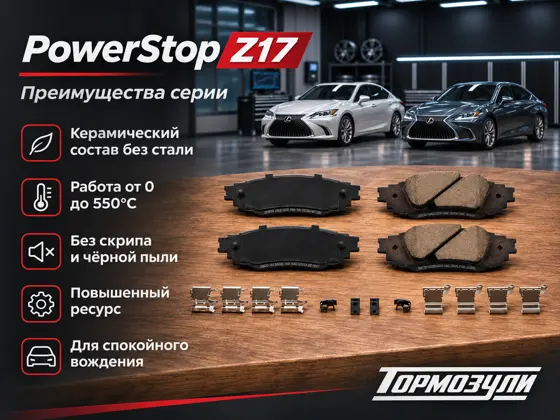 PowerStop Z17
Преимущества серии
Керамический
состав без стали
Работа от 0
до 550°C
Без скрипа
и чёрной пыли
Повышенный
ресурс
Для спокойного
вождения
ТОРМОЗУЛИ